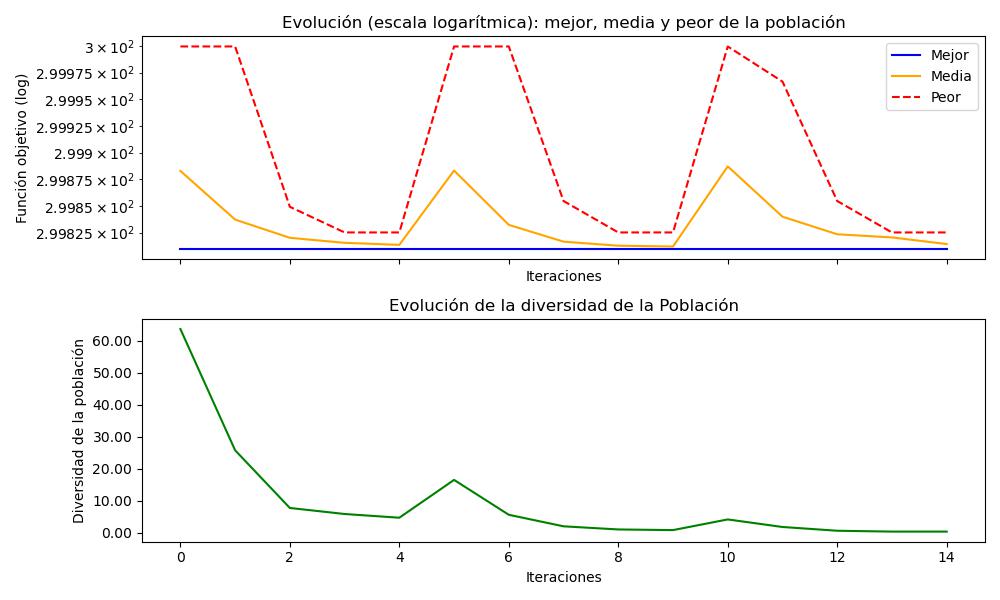 Evolución (escala logarítmica): mejor, media y peor de la población
Función objetivo (log)
3 × 10²
2.99975 × 10²
2.9995 × 10²
2.99925 × 10²
2.999 × 10²
2.99875 × 10²
2.9985 × 10²
2.99825 × 10²
Mejor
Media
Peor
Iteraciones
Evolución de la diversidad de la Población
Diversidad de la población
60.00
50.00
40.00
30.00
20.00
10.00
0.00
0 2 4 6 8 10 12 14
Iteraciones